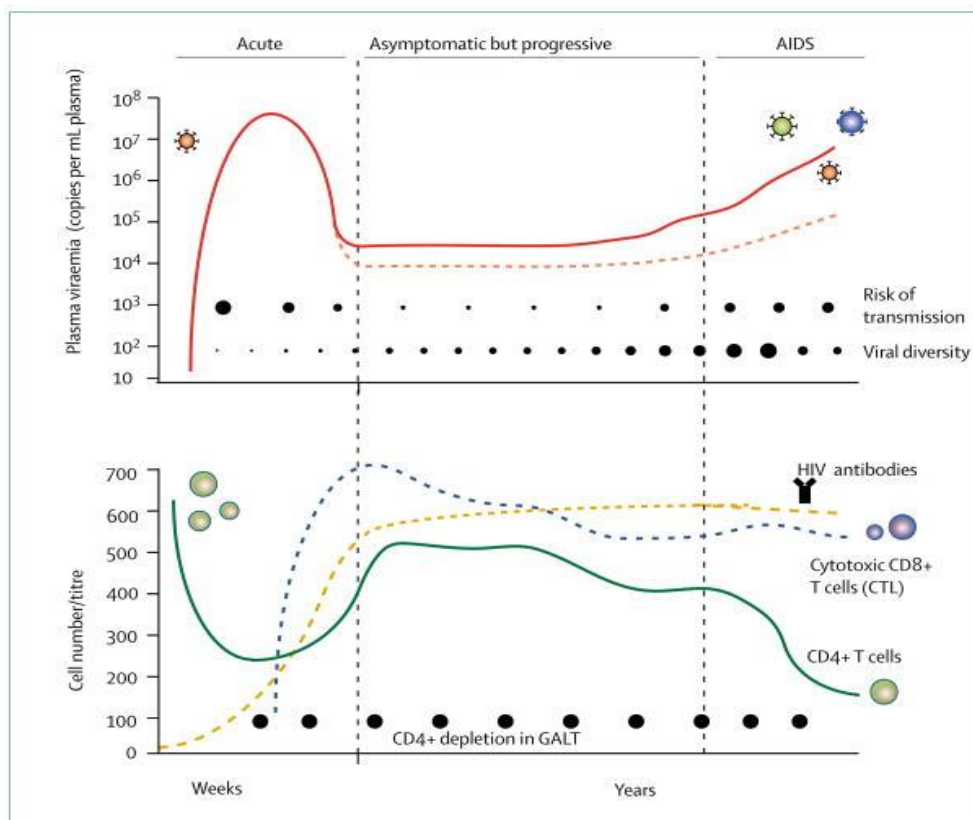 Acute
Asymptomatic but progressive
AIDS
Plasma viraemia (copies per mL plasma)
10⁸
10⁷
10⁶
10⁵
10⁴
10³
10²
10
Risk of
transmission
Viral diversity
Cell number/titre
700
600
500
400
300
200
100
0
HIV antibodies
Cytotoxic CD8+
T cells (CTL)
CD4+ T cells
CD4+ depletion in GALT
Weeks
Years